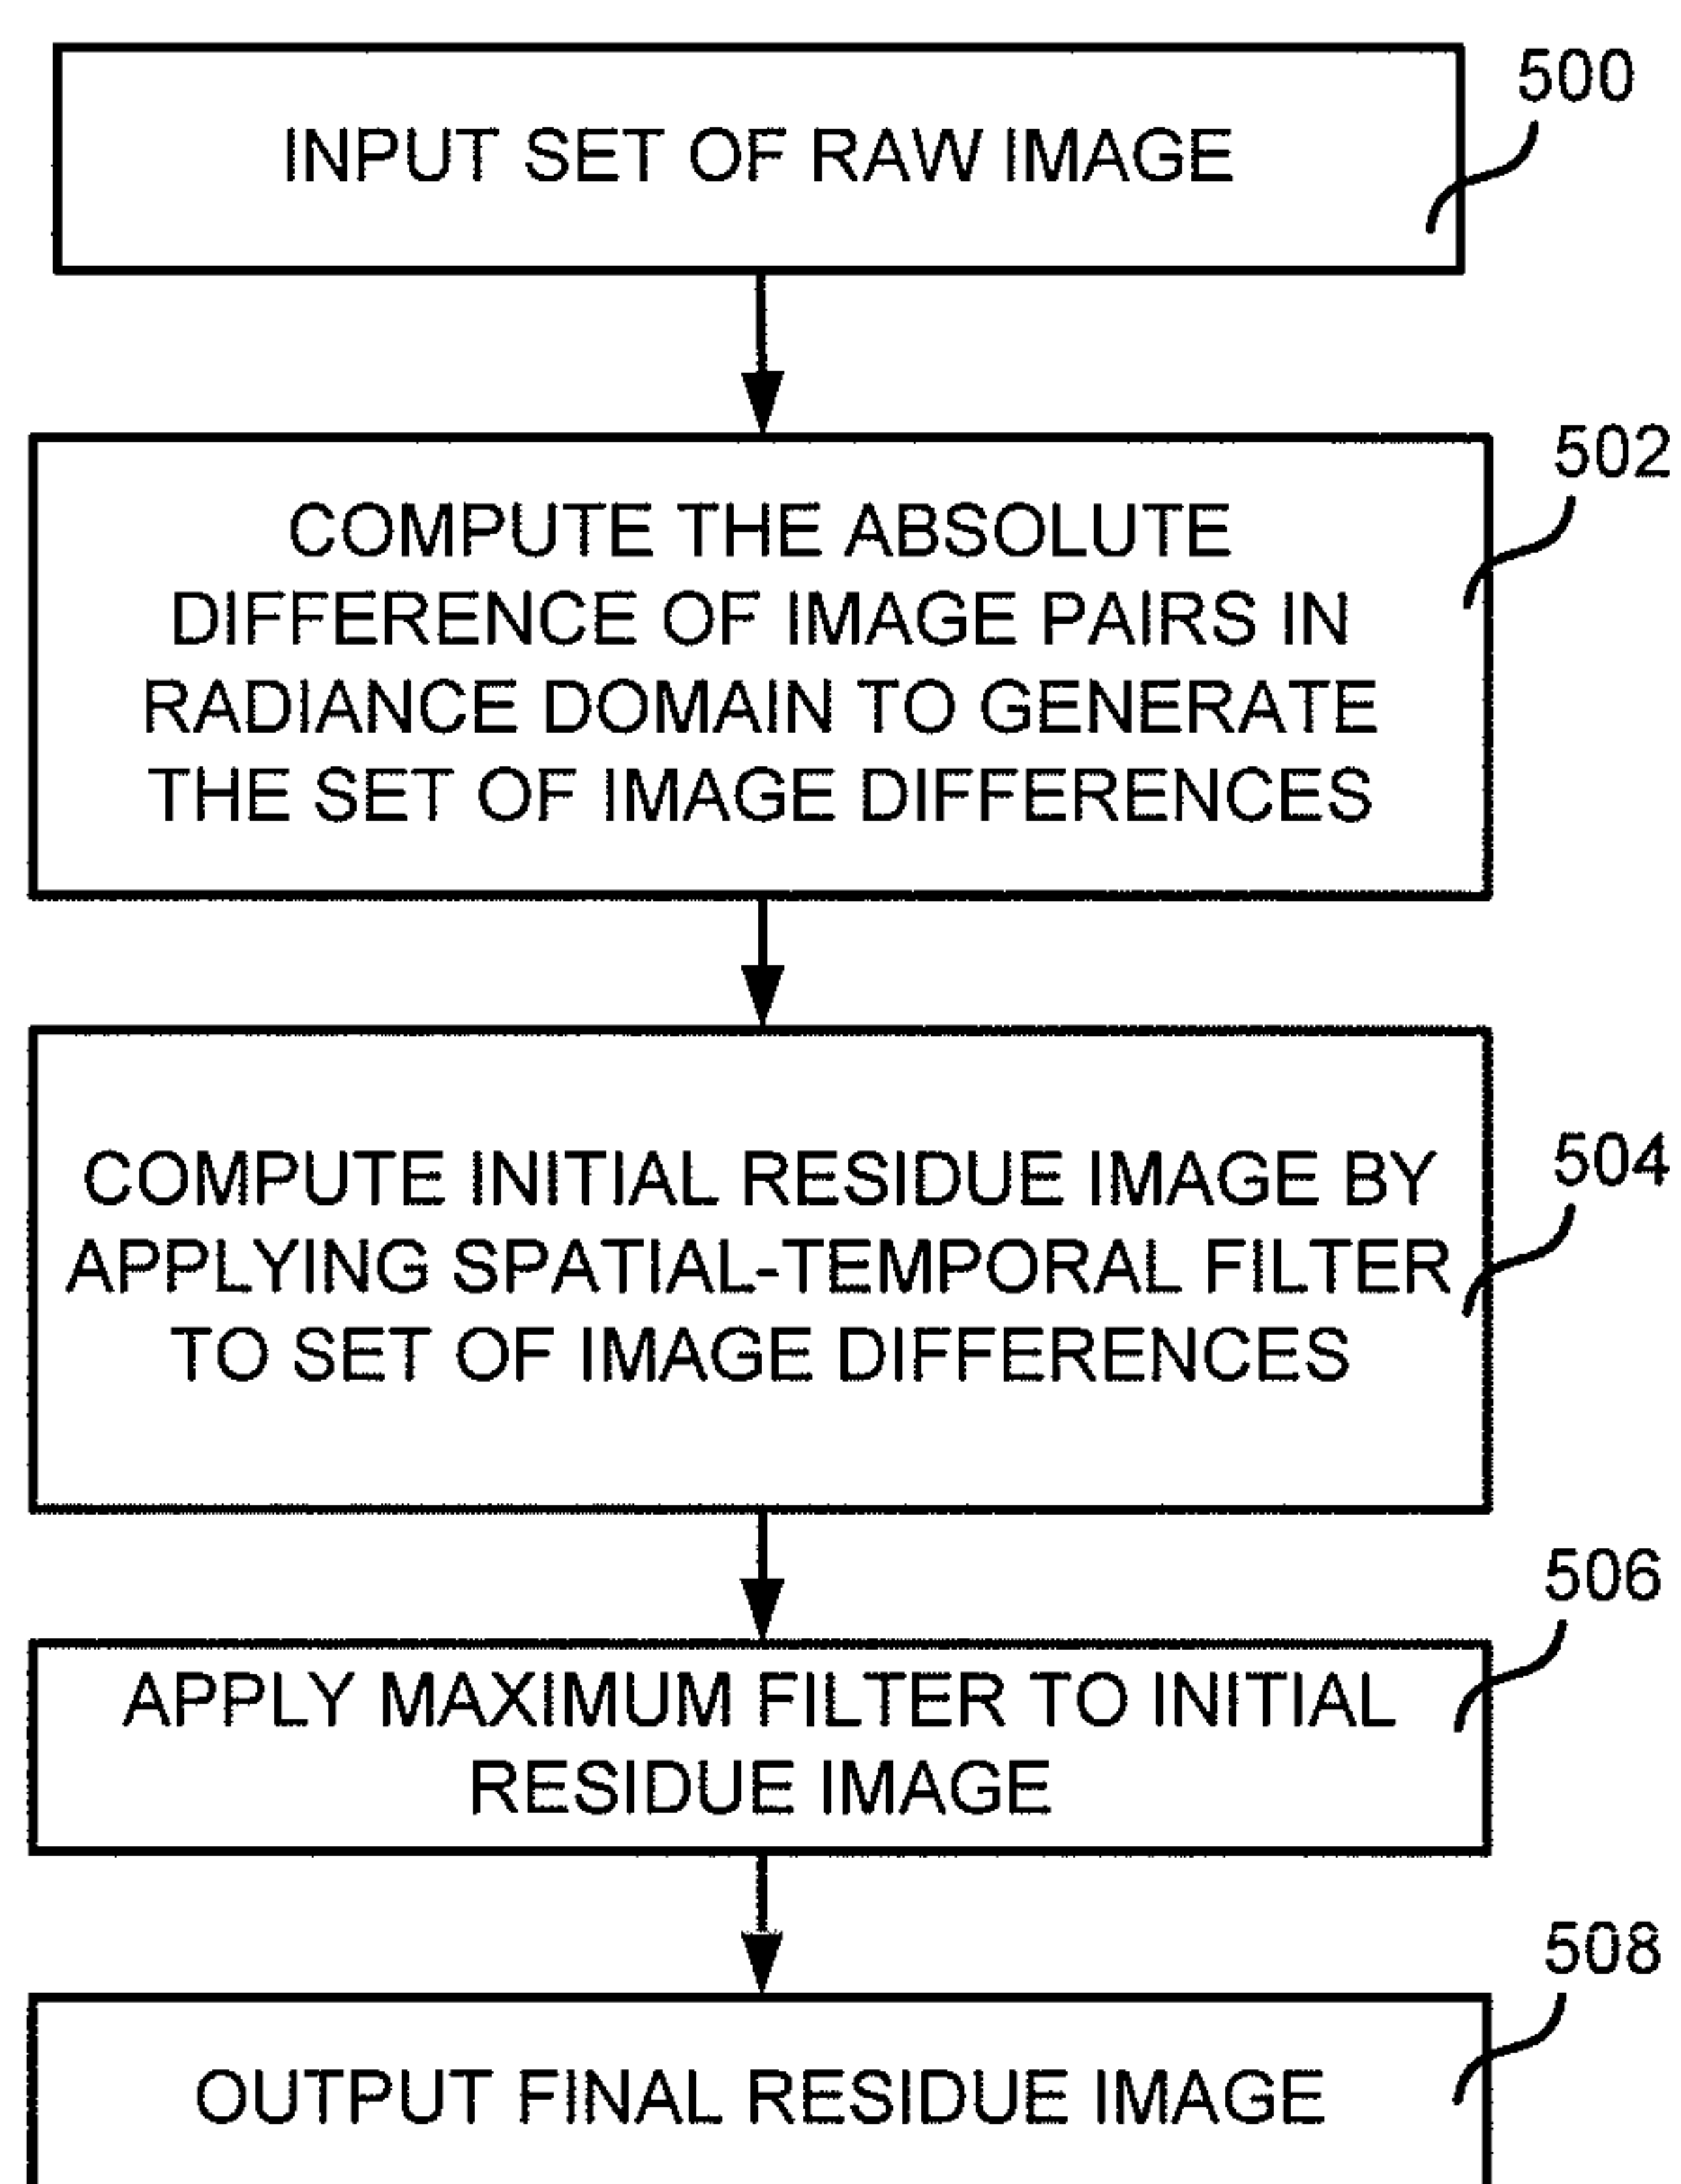 500
INPUT SET OF RAW IMAGE
502
COMPUTE THE ABSOLUTE
DIFFERENCE OF IMAGE PAIRS IN
RADIANCE DOMAIN TO GENERATE
THE SET OF IMAGE DIFFERENCES
504
COMPUTE INITIAL RESIDUE IMAGE BY
APPLYING SPATIAL-TEMPORAL FILTER
TO SET OF IMAGE DIFFERENCES
506
APPLY MAXIMUM FILTER TO INITIAL
RESIDUE IMAGE
508
OUTPUT FINAL RESIDUE IMAGE